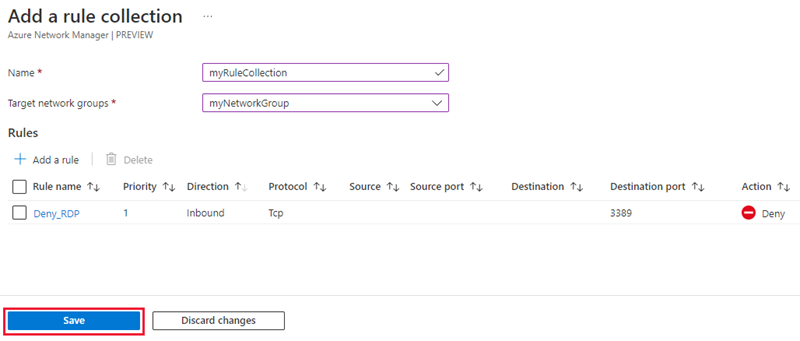 Add a rule collection ...
Azure Network Manager | PREVIEW
Name * myRuleCollection
Target network groups * myNetworkGroup
Rules
+ Add a rule | Delete
Rule name ↑↓ Priority ↑↓ Direction ↑↓ Protocol ↑↓ Source ↑↓ Source port ↑↓ Destination ↑↓ Destination port ↑↓ Action ↑↓
Deny_RDP 1 Inbound Tcp 3389 Deny
Save Discard changes